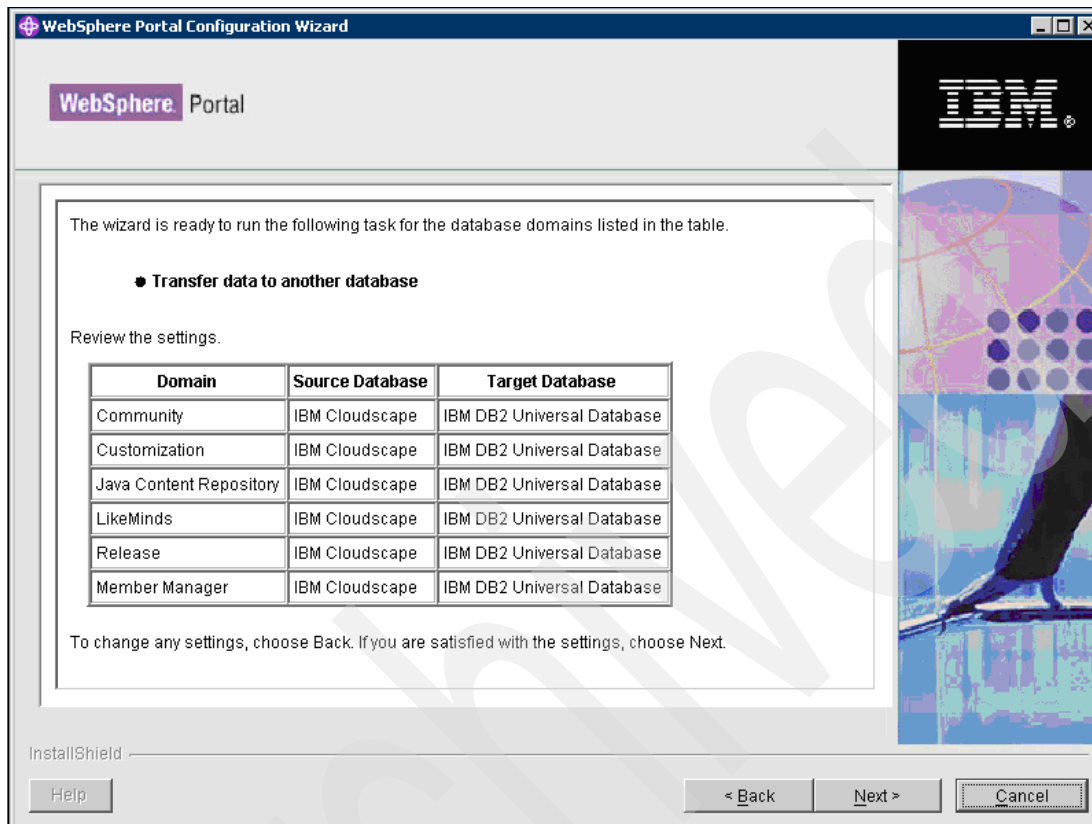 WebSphere Portal Configuration Wizard
WebSphere. Portal
IBM®
The wizard is ready to run the following task for the database domains listed in the table.
Transfer data to another database
Review the settings.
Domain Source Database Target Database
Community IBM Cloudscape IBM DB2 Universal Database
Customization IBM Cloudscape IBM DB2 Universal Database
Java Content Repository IBM Cloudscape IBM DB2 Universal Database
LikeMinds IBM Cloudscape IBM DB2 Universal Database
Release IBM Cloudscape IBM DB2 Universal Database
Member Manager IBM Cloudscape IBM DB2 Universal Database
To change any settings, choose Back. If you are satisfied with the settings, choose Next.
InstallShield
Help < Back Next > Cancel